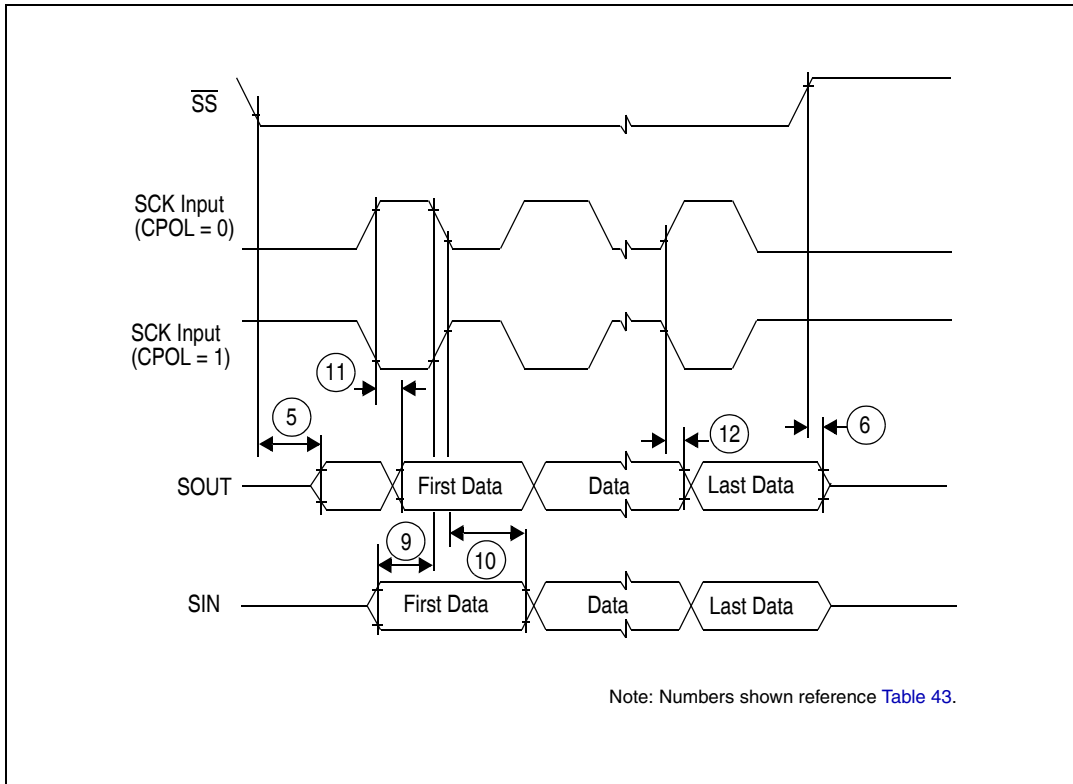 SS
SCK Input
(CPOL = 0)
SCK Input
(CPOL = 1)
11
5
12
6
SOUT
First Data
Data
Last Data
9
10
SIN
First Data
Data
Last Data
Note: Numbers shown reference Table 43.